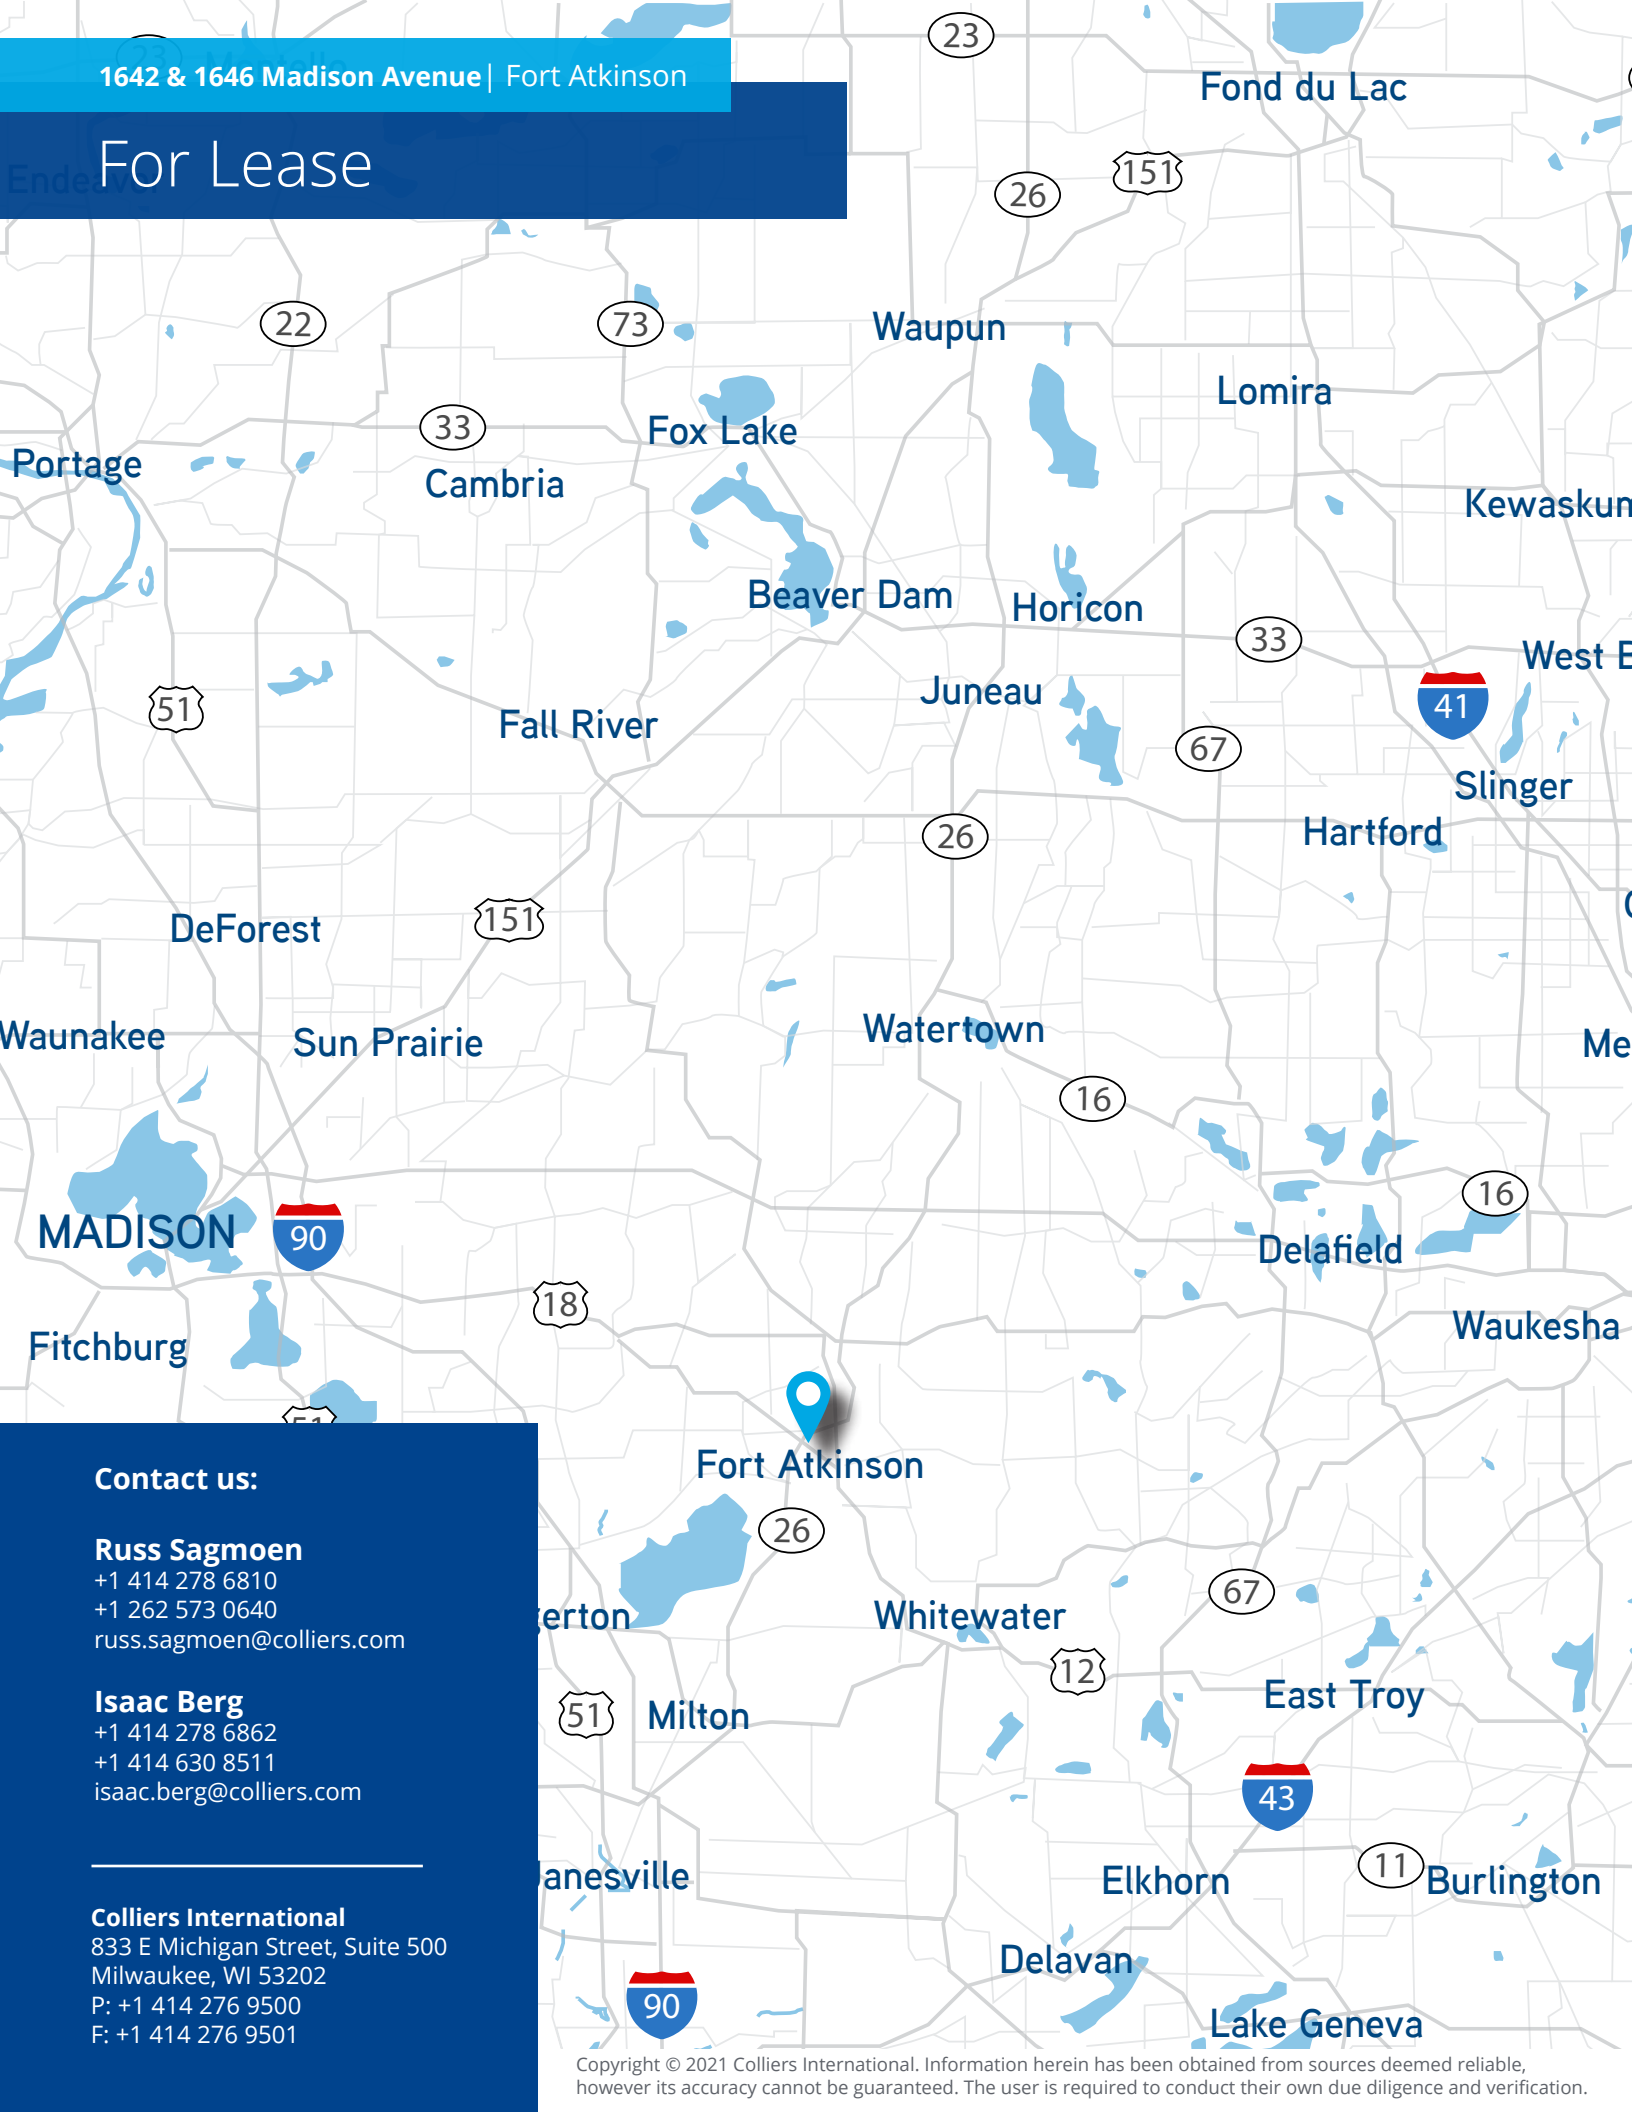 23
Montello
1642 & 1646 Madison Avenue| Fort Atkinson
23
Fond du Lac
For Lease
151
26
22
73
Waupun
Lomira
33
Fox Lake
Portage
Cambria
Kewaskum
Beaver Dam
Horicon
33
West B
51
Juneau
41
Fall River
67
Slinger
26
Hartford
DeForest
151
Waunakee
Sun Prairie
Watertown
Me
16
16
MADISON
90
Delafield
18
Waukesha
Fitchburg
51
Fort Atkinson
26
67
gerton
Whitewater
12
51
Milton
East Troy
43
11
Janesville
Elkhorn
Burlington
Delavan
90
Lake Geneva
Contact us:
Russ Sagmoen
+1 414 278 6810
+1 262 573 0640
russ.sagmoen@colliers.com
Isaac Berg
+1 414 278 6862
+1 414 630 8511
isaac.berg@colliers.com
Colliers International
833 E Michigan Street, Suite 500
Milwaukee, WI 53202
P: +1 414 276 9500
F: +1 414 276 9501
Copyright © 2021 Colliers International. Information herein has been obtained from sources deemed reliable,
however its accuracy cannot be guaranteed. The user is required to conduct their own due diligence and verification.